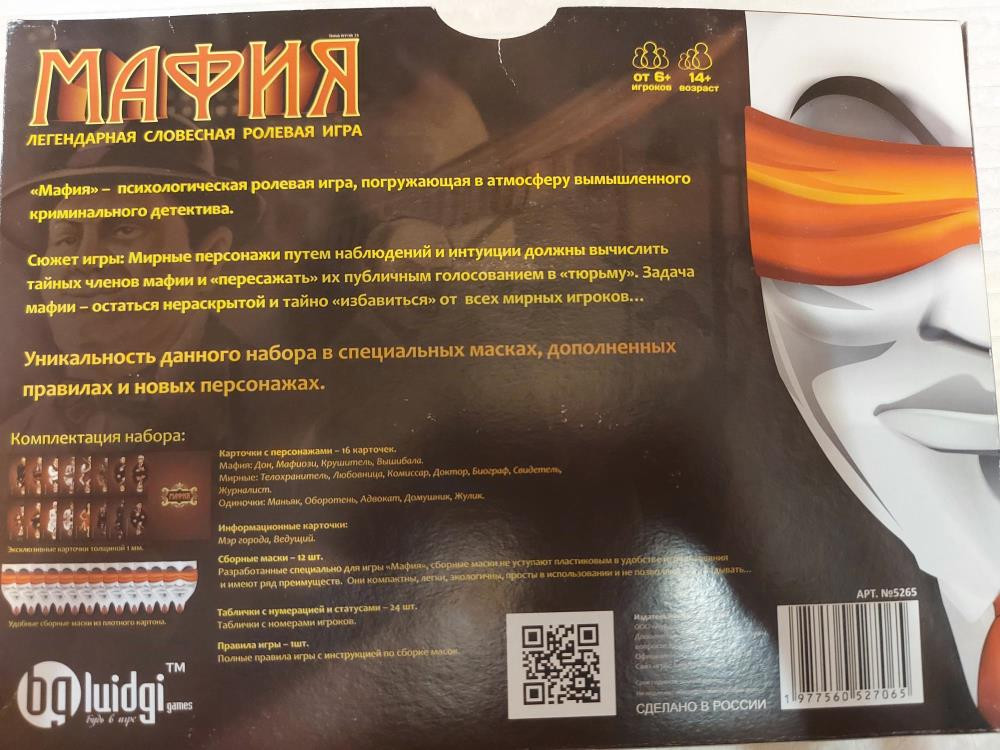 МАФИЯ
ЛЕГЕНДАРНАЯ СЛОВЕСНАЯ РОЛЕВАЯ ИГРА
от 6+ игроков
14+ возраст
«Мафия» – психологическая ролевая игра, погружающая в атмосферу вымышленного
криминального детектива.
Сюжет игры: Мирные персонажи путем наблюдений и интуиции должны вычислить
тайных членов мафии и «пересажать» их публичным голосованием в «тюрьму». Задача
мафии – остаться нераскрытой и тайно «избавиться» от всех мирных игроков...
Уникальность данного набора в специальных масках, дополненных
правилах и новых персонажах.
Комплектация набора:
МАФИЯ
Эксклюзивные карточки толщиной 1 мм.
Удобные сборные маски из плотного картона.
Карточки с персонажами – 16 карточек.
Мафия: Дон, Мафиози, Крушитель, Вышибала.
Мирные: Телохранитель, Любовница, Комиссар, Доктор, Биограф, Свидетель,
Журналист.
Одиночки: Маньяк, Оборотень, Адвокат, Домушник, Жулик.
Информационные карточки:
Мэр города, Ведущий.
Сборные маски – 12 шт.
Разработанные специально для игры «Мафия», сборные маски не уступают пластиковым в удобстве
и имеют ряд преимуществ. Они компактны, легки, экологичны, просты в использовании и не
Таблички с нумерацией и статусами – 24 шт.
Таблички с номерами игроков.
Правила игры – 1шт.
Полные правила игры с инструкцией по сборке масок.
bg luidgi games TM
будь в игре
АРТ. №5265
1 977560 527065
СДЕЛАНО В РОССИИ